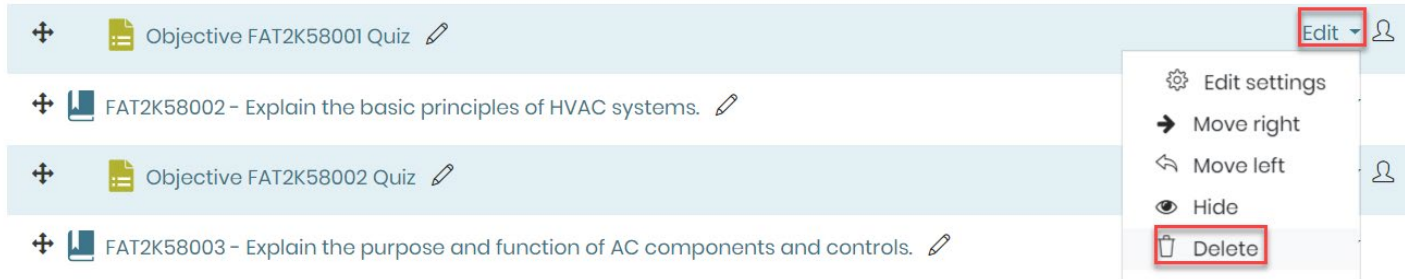 Objective FAT2K58001 Quiz
Edit
Edit settings
FAT2K58002 - Explain the basic principles of HVAC systems.
Move right
Move left
Objective FAT2K58002 Quiz
Hide
FAT2K58003 - Explain the purpose and function of AC components and controls.
Delete